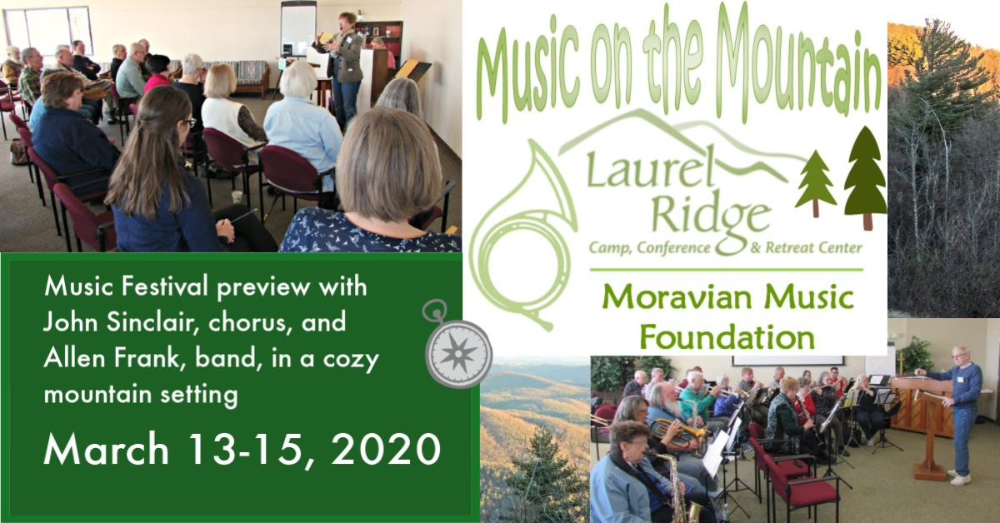 Music on the Mountain
Laurel
Ridge
Camp, Conference & Retreat Center
Moravian Music
Foundation
Music Festival preview with
John Sinclair, chorus, and
Allen Frank, band, in a cozy
mountain setting
March 13-15, 2020